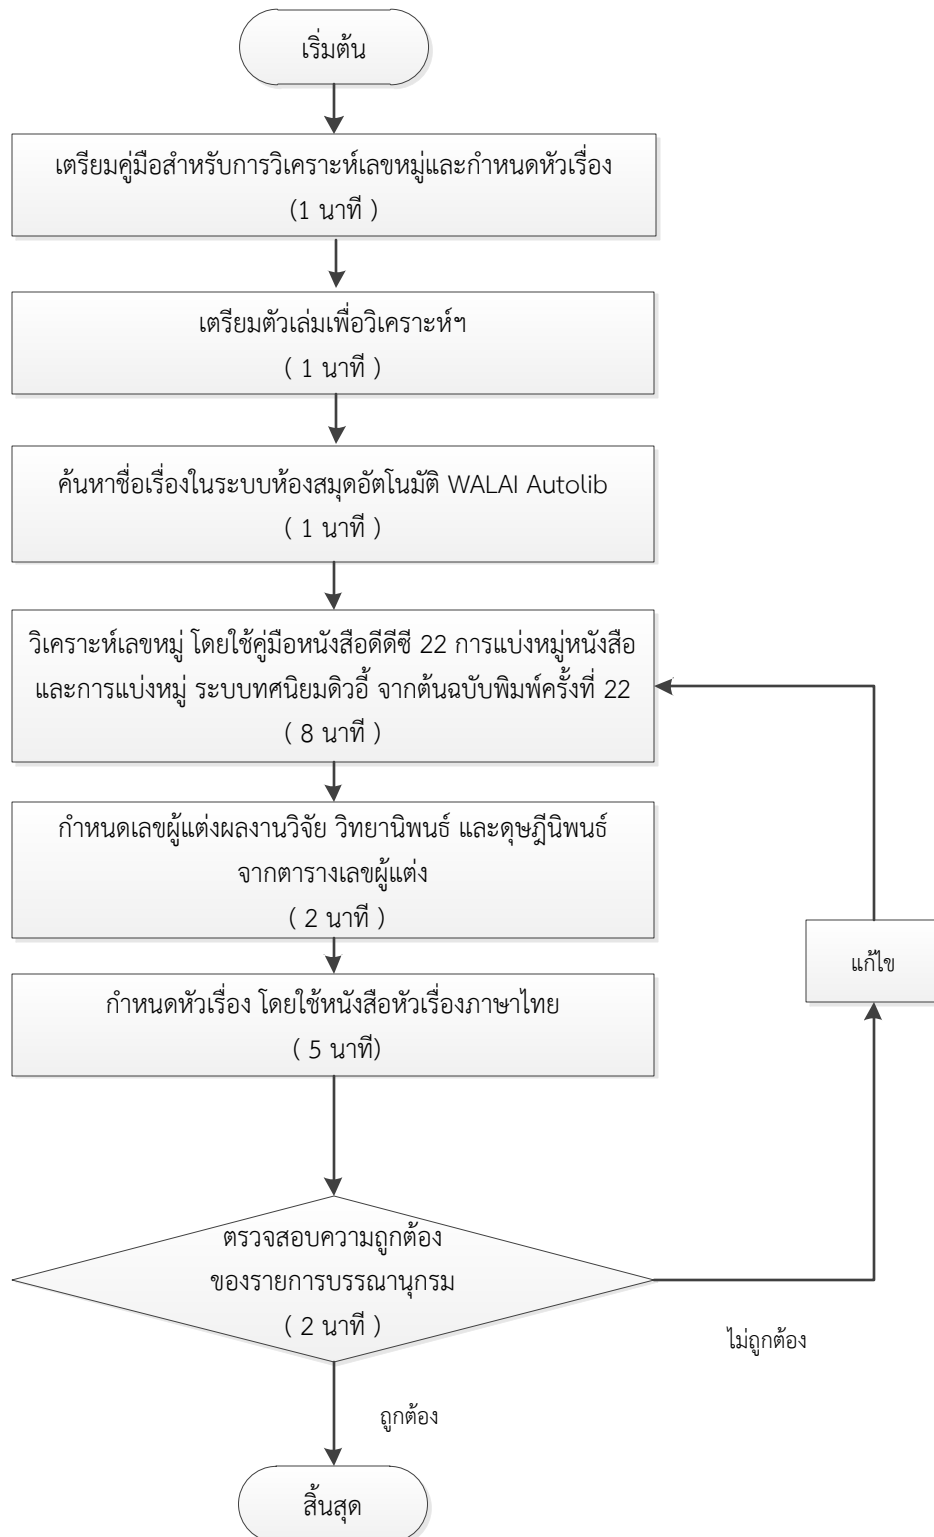 เริ่มต้น
เตรียมคู่มือสำหรับการวิเคราะห์เลขหมู่และกำหนดหัวเรื่อง
(1 นาที )
เตรียมตัวเล่มเพื่อวิเคราะห์ฯ
( 1 นาที )
ค้นหาชื่อเรื่องในระบบห้องสมุดอัตโนมัติ WALAI Autolib
( 1 นาที )
วิเคราะห์เลขหมู่ โดยใช้คู่มือหนังสือดีดีซี 22 การแบ่งหมู่หนังสือ
และการแบ่งหมู่ ระบบทศนิยมดิวอี้ จากต้นฉบับพิมพ์ครั้งที่ 22
( 8 นาที )
กำหนดเลขผู้แต่งผลงานวิจัย วิทยานิพนธ์ และดุษฎีนิพนธ์
จากตารางเลขผู้แต่ง
( 2 นาที )
แก้ไข
กำหนดหัวเรื่อง โดยใช้หนังสือหัวเรื่องภาษาไทย
( 5 นาที)
ตรวจสอบความถูกต้อง
ของรายการบรรณานุกรม
( 2 นาที )
ไม่ถูกต้อง
ถูกต้อง
สิ้นสุด